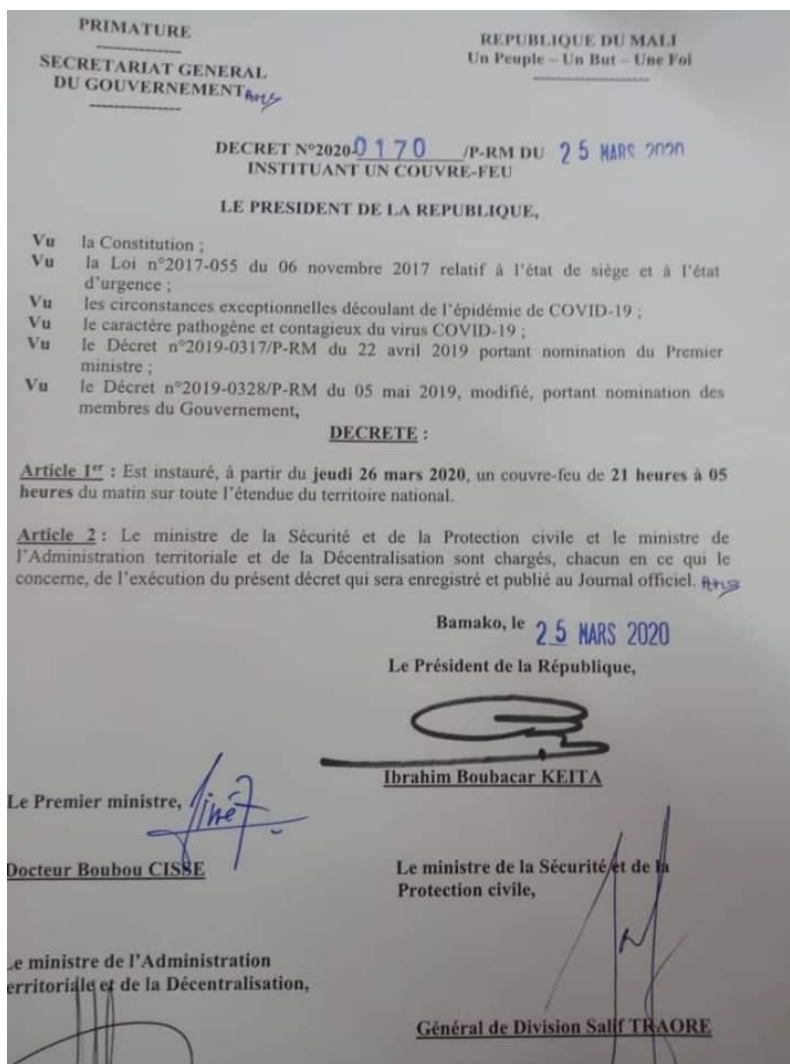 PRIMATURE
SECRETARIAT GENERAL
DU GOUVERNEMENT
REPUBLIQUE DU MALI
Un Peuple – Un But – Une Foi
DECRET N°2020-0170 /P-RM DU 25 MARS 2020
INSTITUANT UN COUVRE-FEU
LE PRESIDENT DE LA REPUBLIQUE,
Vu la Constitution ;
Vu la Loi n°2017-055 du 06 novembre 2017 relatif à l'état de siège et à l'état
d'urgence ;
Vu les circonstances exceptionnelles découlant de l'épidémie de COVID-19 ;
Vu le caractère pathogène et contagieux du virus COVID-19 ;
Vu le Décret n°2019-0317/P-RM du 22 avril 2019 portant nomination du Premier
ministre ;
Vu le Décret n°2019-0328/P-RM du 05 mai 2019, modifié, portant nomination des
membres du Gouvernement,
DECRETE :
Article 1er : Est instauré, à partir du jeudi 26 mars 2020, un couvre-feu de 21 heures à 05
heures du matin sur toute l'étendue du territoire national.
Article 2 : Le ministre de la Sécurité et de la Protection civile et le ministre de
l'Administration territoriale et de la Décentralisation sont chargés, chacun en ce qui le
concerne, de l'exécution du présent décret qui sera enregistré et publié au Journal officiel.
Bamako, le 25 MARS 2020
Le Président de la République,
Ibrahim Boubacar KEITA
Le Premier ministre,
Docteur Boubou CISSE
Le ministre de la Sécurité et de la
Protection civile,
Général de Division Salif TRAORE
Le ministre de l'Administration
territoriale et de la Décentralisation,